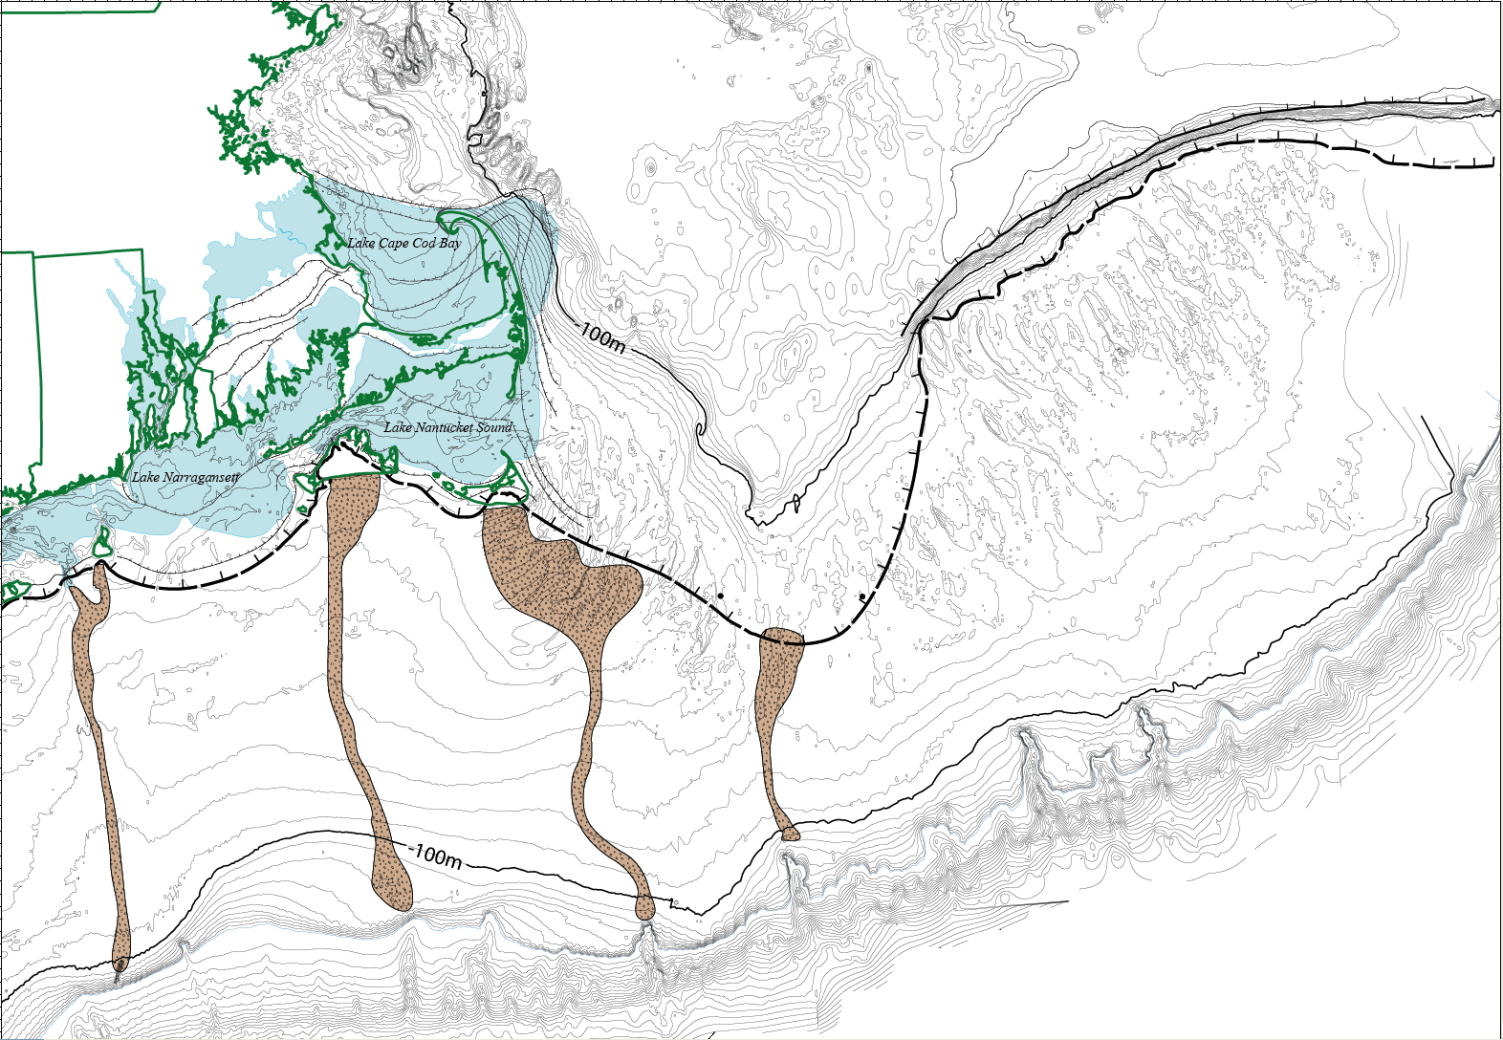 Lake Cape Cod Bay
-100m
Lake Nantucket Sound
Lake Narragansett
-100m